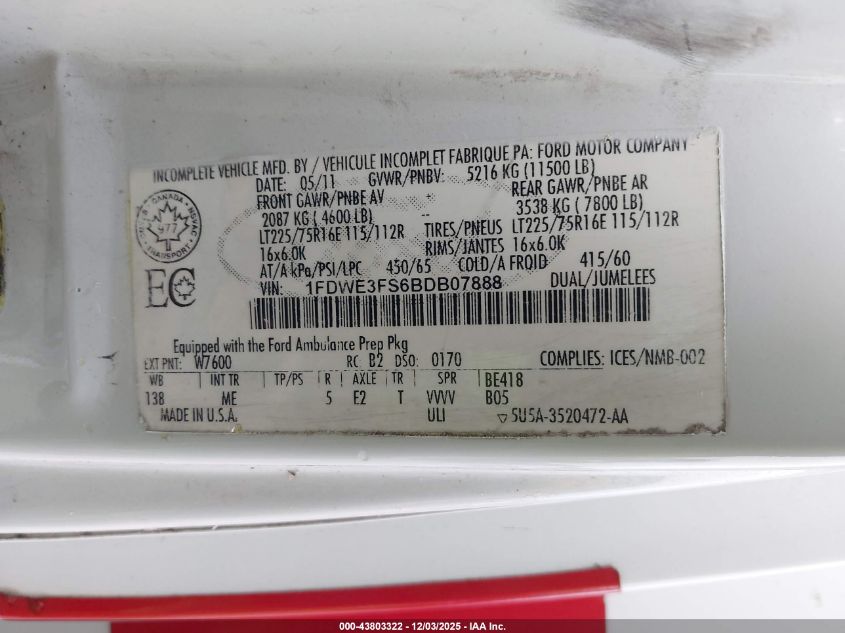 INCOMPLETE VEHICLE MFD. BY / VEHICULE INCOMPLET FABRIQUE PA: FORD MOTOR COMPANY
DATE: 05/11 GVWR/PNBV: 5216 KG (11500 LB)
FRONT GAWR/PNBE AV REAR GAWR/PNBE AR
2087 KG ( 4600 LB) -- 3538 KG ( 7800 LB)
LT225/75R16E 115/112R TIRES/PNEUS LT225/75R16E 115/112R
16x6.0K RIMS/JANTES 16x6.0K
AT/A kPa/PSI/LPC 450/65 COLD/A FROID 415/60
VIN: 1FDWE3FS6BDB07888 DUAL/JUMELEES
CANADA
977
TRANSPORT
EC
Equipped with the Ford Ambulance Prep Pkg
EXT PNT: W7600 RC: B2 DSO: 0170 COMPLIES: ICES/NMB-002
WB INT TR TP/PS R AXLE TR SPR BE418
138 ME 5 E2 T VVVV B05
MADE IN U.S.A. ULI ▽5U5A-3520472-AA
000-43803322 - 12/03/2025 - IAA Inc.